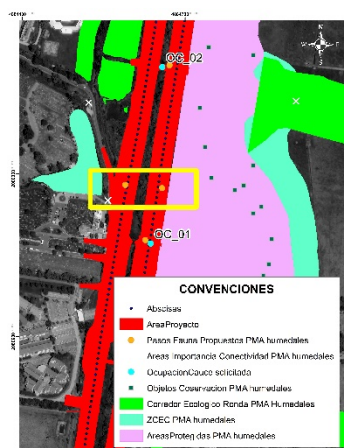 N
OC_02
OC_01
CONVENCIONES
Abscisas
AreaProyecto
Pasos Fauna Propuestos PMA humedales
Areas Importancia Conectividad PMA humedales
OcupacionCauce solicitada
Objetos Coservacion PMA humedales
Corredor Ecologico Ronda PMA Humedales
ZCEC PMA humedales
AreasProtegidas PMA humedales